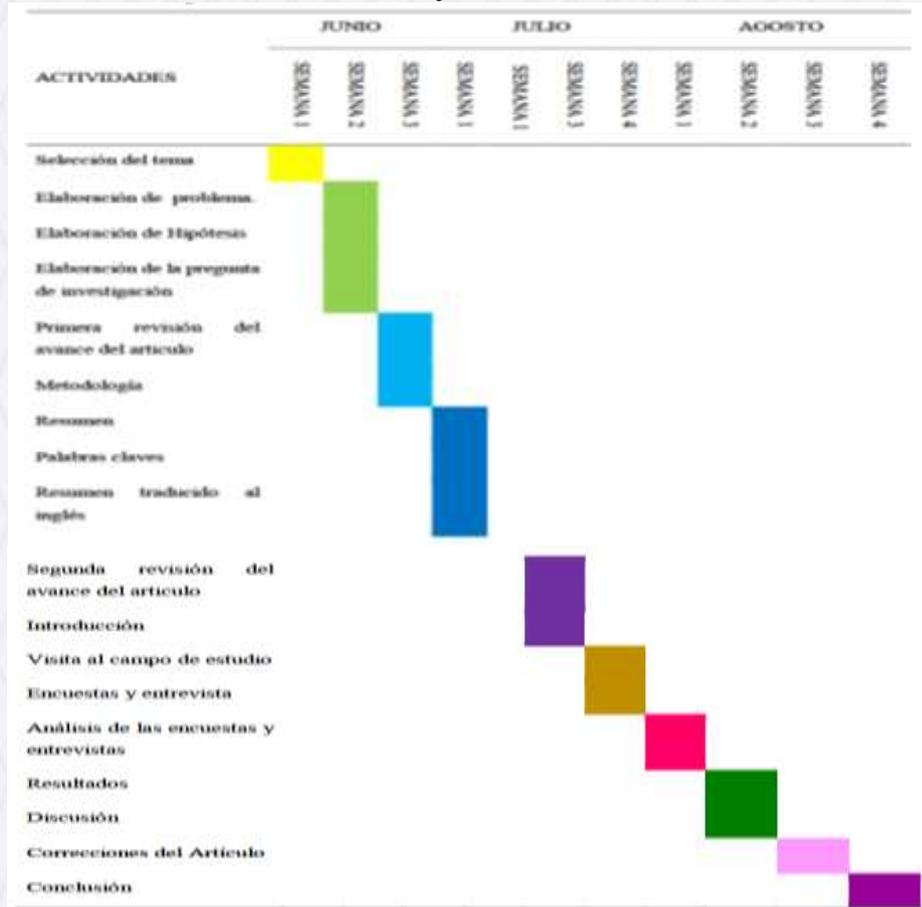 JUNIO JULIO AGOSTO
ACTIVIDADES SEMANA 1 SEMANA 2 SEMANA 3 SEMANA 1 SEMANA 1 SEMANA 3 SEMANA 4 SEMANA 1 SEMANA 2 SEMANA 3 SEMANA 4
Selección del tema
Elaboración de problema.
Elaboración de Hipótesis
Elaboración de la pregunta
de investigación
Primera revisión del
avance del articulo
Metodología
Resumen
Palabras claves
Resumen traducido al
inglés
Segunda revisión del
avance del articulo
Introducción
Visita al campo de estudio
Encuestas y entrevista
Análisis de las encuestas y
entrevistas
Resultados
Discusión
Correcciones del Artículo
Conclusión